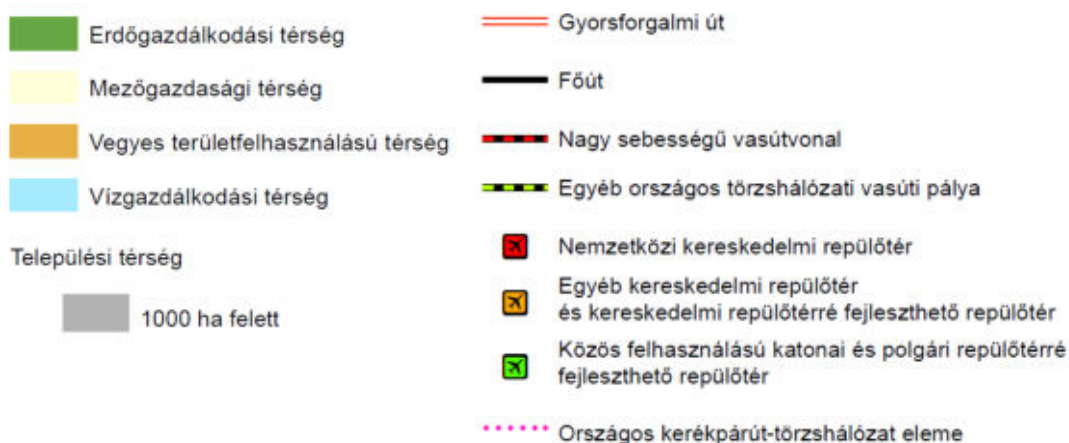 Erdőgazdálkodási térség
Mezőgazdasági térség
Vegyes területfelhasználású térség
Vízgazdálkodási térség
Települési térség
1000 ha felett
Gyorsforgalmi út
Főút
Nagy sebességű vasútvonal
Egyéb országos törzshálózati vasúti pálya
Nemzetközi kereskedelmi repülőtér
Egyéb kereskedelmi repülőtér
és kereskedelmi repülőtérré fejleszthető repülőtér
Közös felhasználású katonai és polgári repülőtérré
fejleszthető repülőtér
Országos kerékpárút-törzshálózat eleme